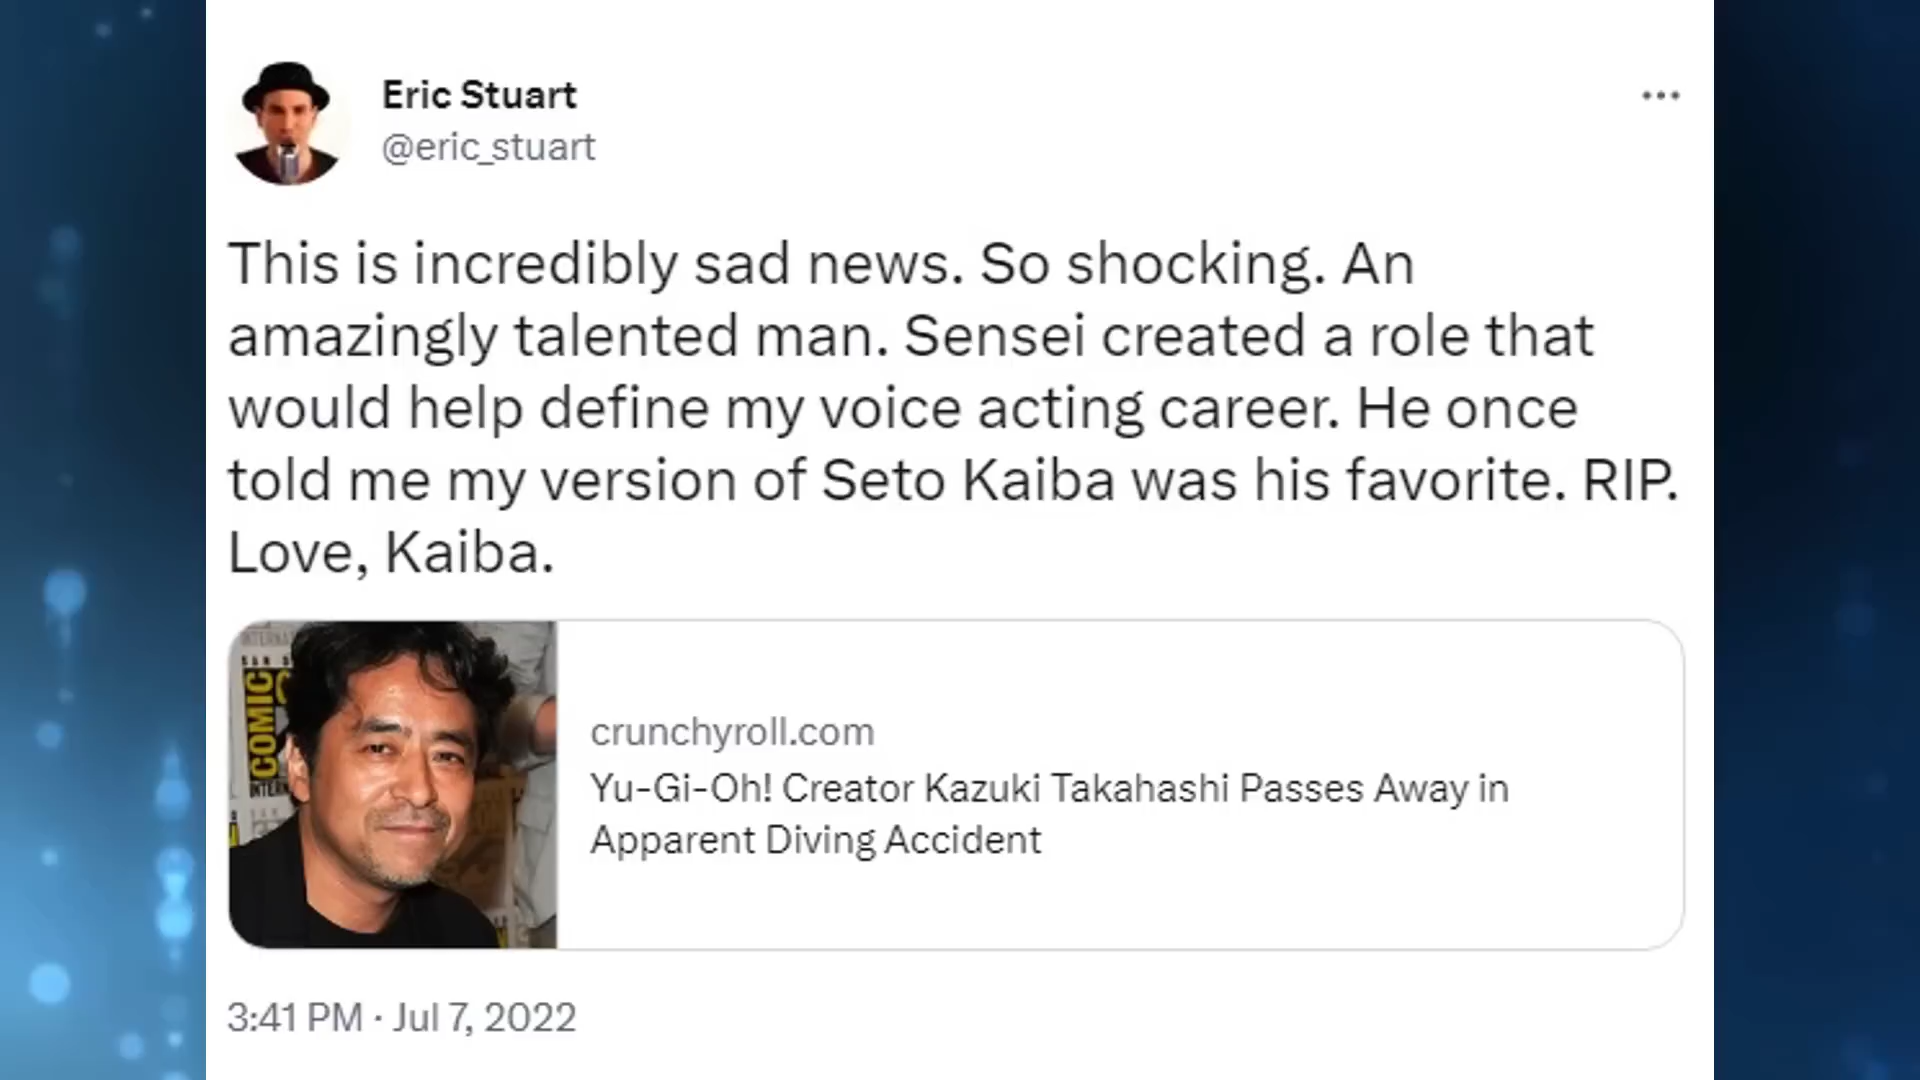 Eric Stuart
@eric_stuart
This is incredibly sad news. So shocking. An
amazingly talented man. Sensei created a role that
would help define my voice acting career. He once
told me my version of Seto Kaiba was his favorite. RIP.
Love, Kaiba.
COMIC
crunchyroll.com
Yu-Gi-Oh! Creator Kazuki Takahashi Passes Away in
Apparent Diving Accident
3:41 PM · Jul 7, 2022